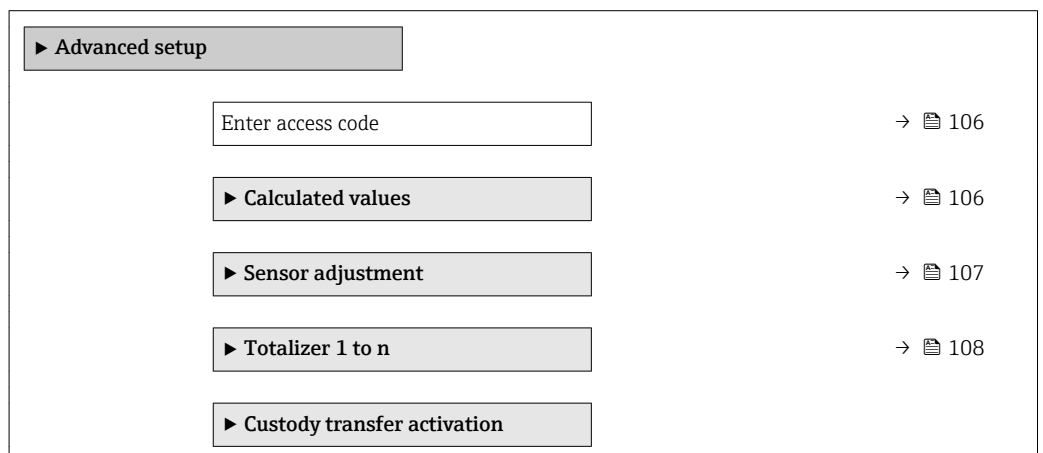 ▶ Advanced setup
Enter access code → 106
▶ Calculated values → 106
▶ Sensor adjustment → 107
▶ Totalizer 1 to n → 108
▶ Custody transfer activation